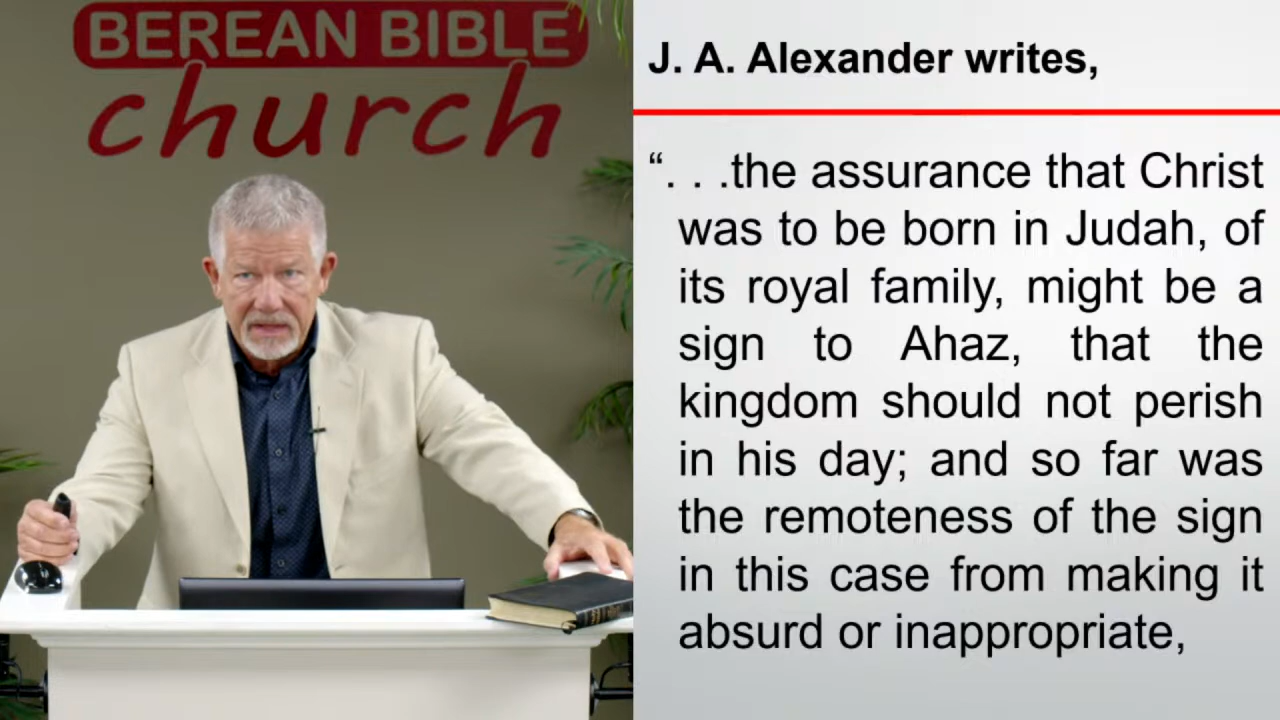 BEREAN BIBLE
church
J. A. Alexander writes,
“. . .the assurance that Christ
was to be born in Judah, of
its royal family, might be a
sign to Ahaz, that the
kingdom should not perish
in his day; and so far was
the remoteness of the sign
in this case from making it
absurd or inappropriate,